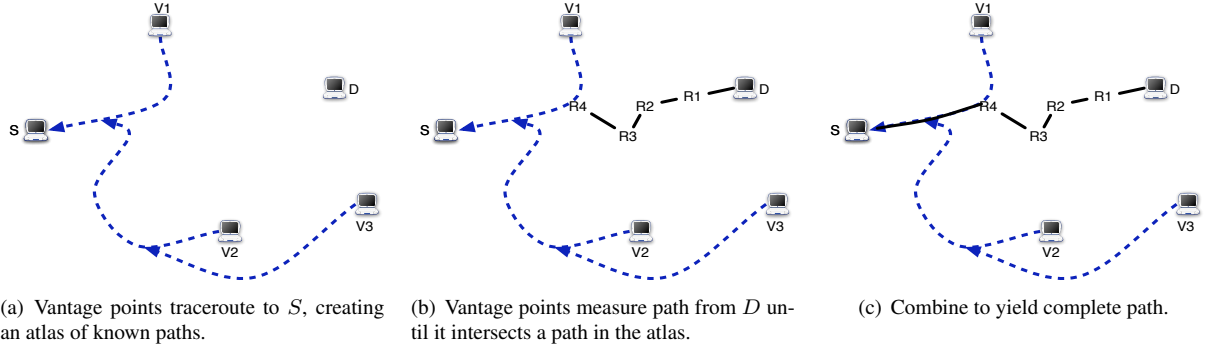 V1
D
S
V2
V3
(a) Vantage points traceroute to S, creating
an atlas of known paths.
V1
D
R1
R2
R4
R3
S
V3
V2
(b) Vantage points measure path from D un-
til it intersects a path in the atlas.
V1
D
R1
R2
R4
R3
S
V3
V2
(c) Combine to yield complete path.